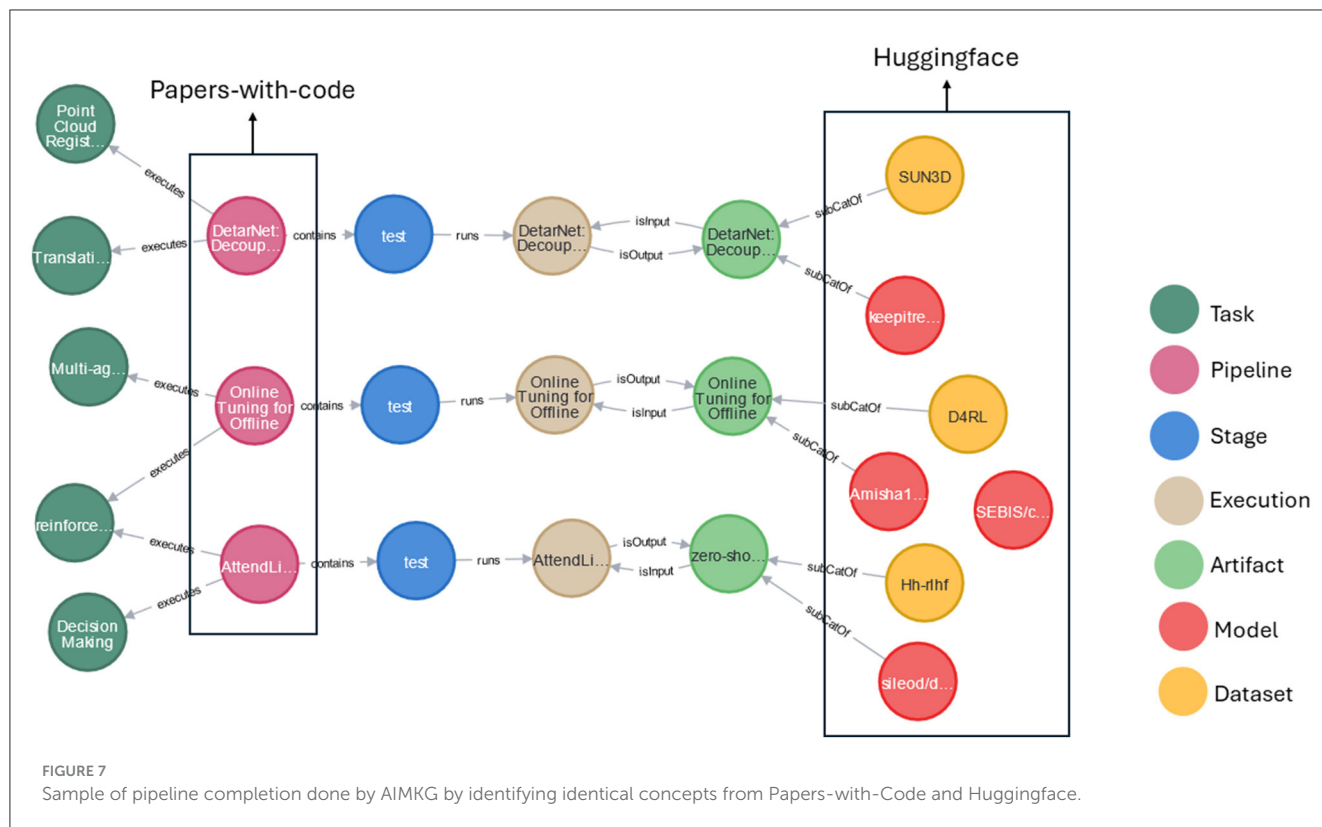 Huggingface
Papers-with-code
Point
Cloud
Regist...
executes
SUN3D
subCatOf
DetarNet:
Decoup...
contains
test
runs
DetarNet:
Decoup...
isInput
isOutput
DetarNet:
Decoup...
executes
Translati...
subCatOf
keepitre...
Task
Multi-ag...
executes
Online
Tuning for
Offline
contains
test
runs
Online
Tuning for
Offline
isOutput
isInput
Online
Tuning for
Offline
subCatOf
D4RL
Pipeline
executes
subCatOf
Amisha1...
SEBIS/c...
Stage
reinforce...
executes
AttendLi...
contains
test
runs
AttendLi...
isOutput
isInput
zero-sho...
subCatOf
Hh-rlhf
Execution
Artifact
executes
Decision
Making
subCatOf
sileod/d...
Model
Dataset
FIGURE 7
Sample of pipeline completion done by AIMKG by identifying identical concepts from Papers-with-Code and Huggingface.